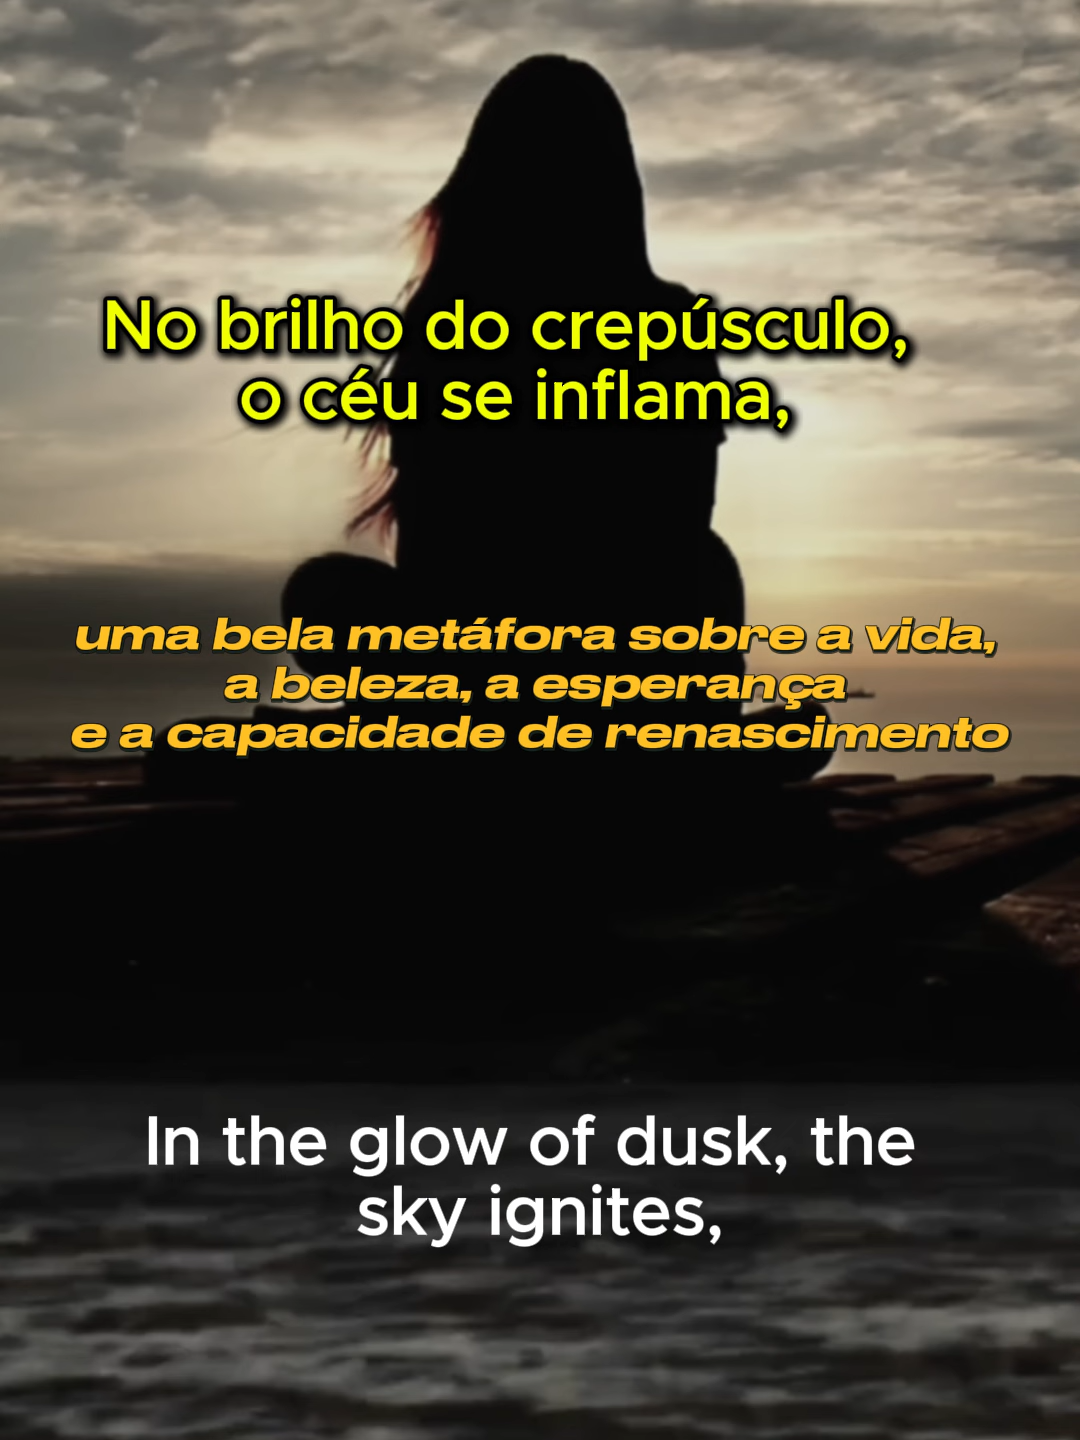 No brilho do crepúsculo,
o céu se inflama,
uma bela metáfora sobre a vida,
a beleza, a esperança
e a capacidade de renascimento
In the glow of dusk, the
sky ignites,